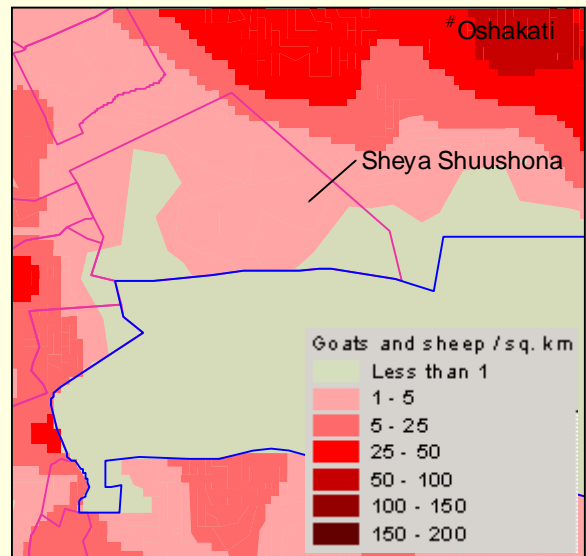 #Oshakati
Sheya Shuushona
Goats and sheep / sq. km
Less than 1
1 - 5
5 - 25
25 - 50
50 - 100
100 - 150
150 - 200